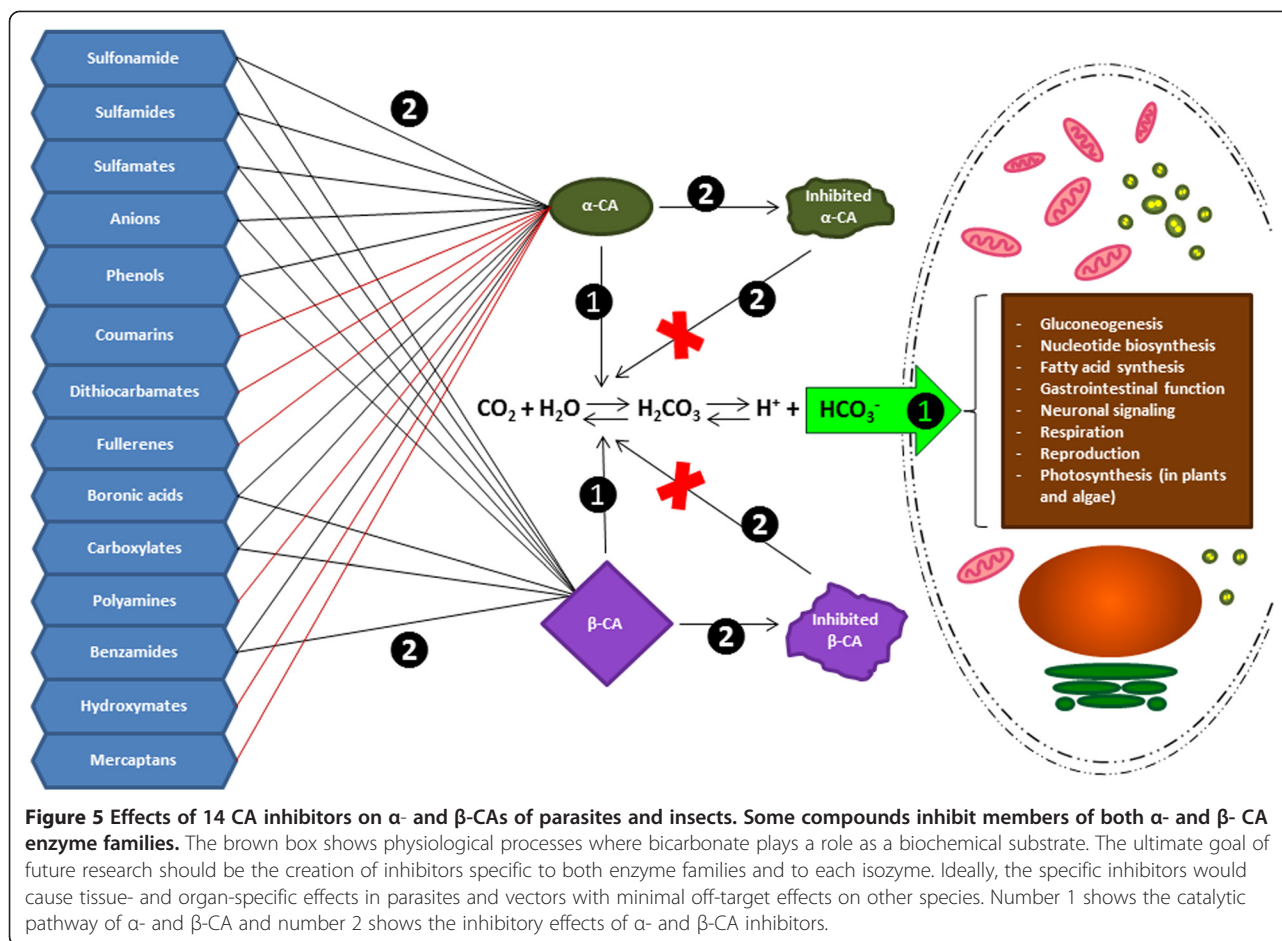 Sulfonamide
Sulfamides
Sulfamates
Anions
Phenols
Coumarins
Dithiocarbamates
Fullerenes
Boronic acids
Carboxylates
Polyamines
Benzamides
Hydroxymates
Mercaptans
2
2
α-CA
2
Inhibited
α-CA
1
2
CO₂ + H₂O ⇌ H₂CO₃ ⇌ H⁺ + HCO₃⁻ 1
1
2
β-CA
2
Inhibited
β-CA
- Gluconeogenesis
- Nucleotide biosynthesis
- Fatty acid synthesis
- Gastrointestinal function
- Neuronal signaling
- Respiration
- Reproduction
- Photosynthesis (in plants
and algae)
Figure 5 Effects of 14 CA inhibitors on α- and β-CAs of parasites and insects. Some compounds inhibit members of both α- and β- CA
enzyme families. The brown box shows physiological processes where bicarbonate plays a role as a biochemical substrate. The ultimate goal of
future research should be the creation of inhibitors specific to both enzyme families and to each isozyme. Ideally, the specific inhibitors would
cause tissue- and organ-specific effects in parasites and vectors with minimal off-target effects on other species. Number 1 shows the catalytic
pathway of α- and β-CA and number 2 shows the inhibitory effects of α- and β-CA inhibitors.